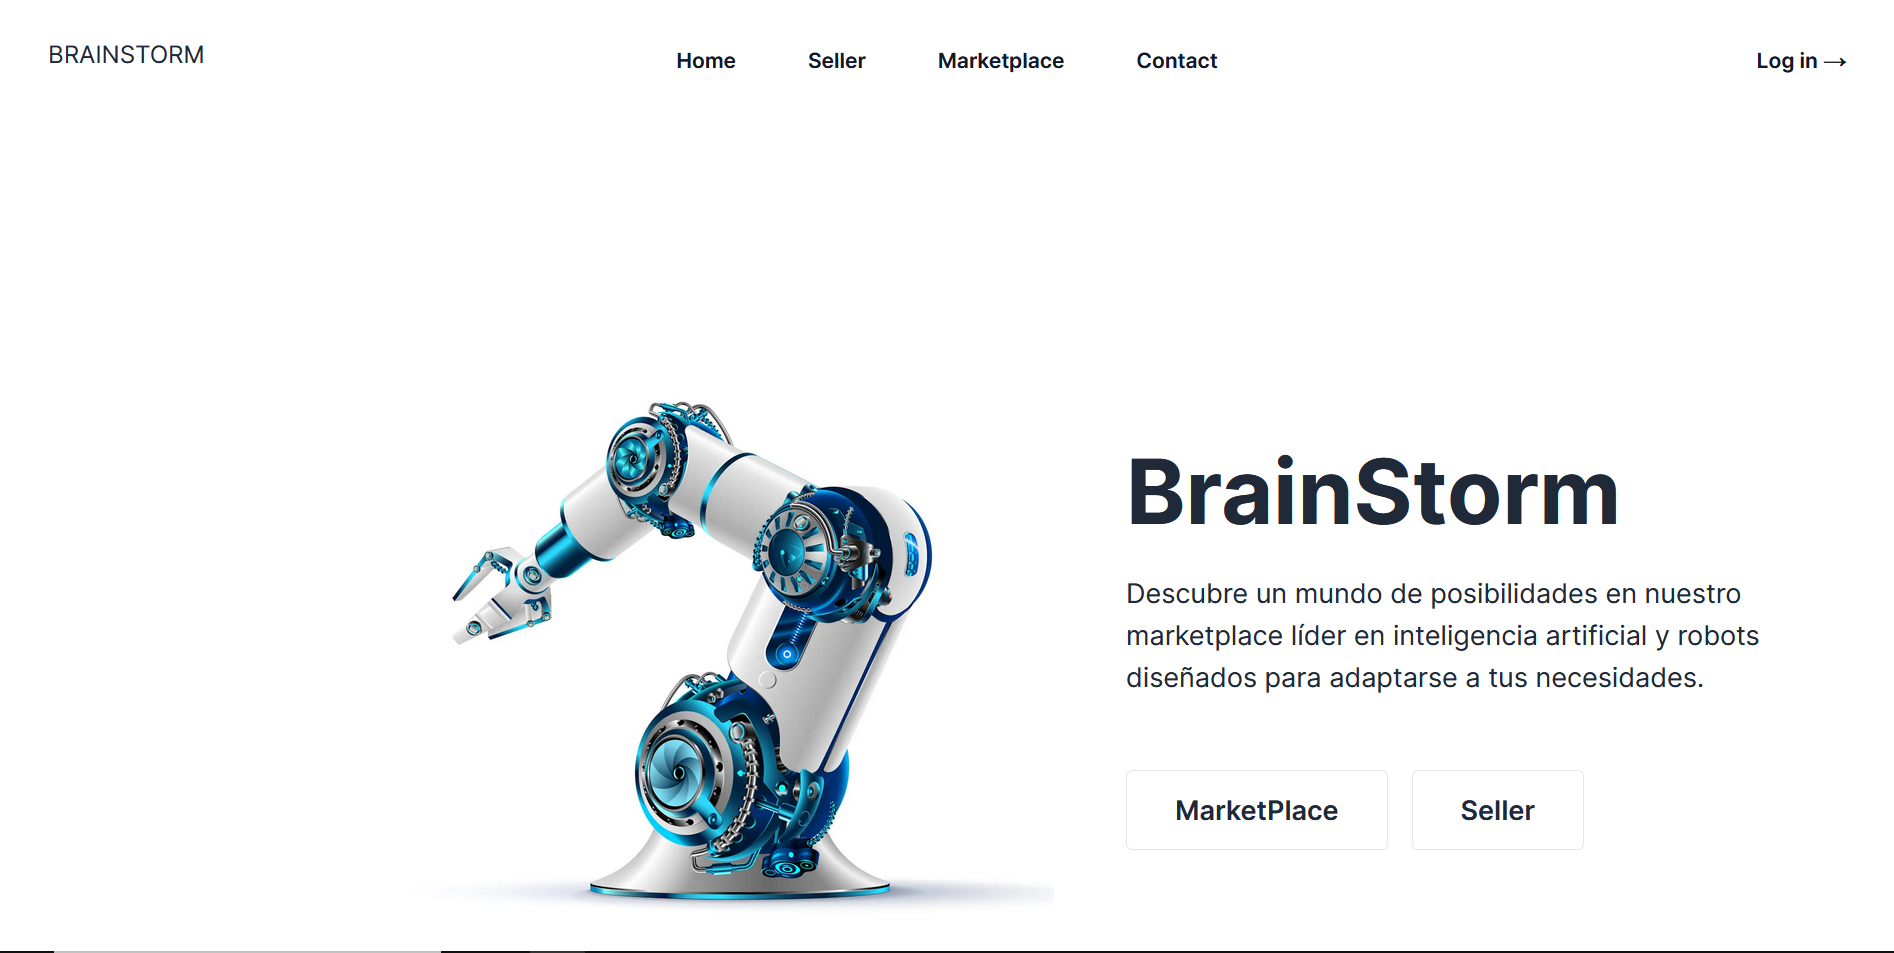 BRAINSTORM
Home Seller Marketplace Contact
Log in →
BrainStorm
Descubre un mundo de posibilidades en nuestro
marketplace líder en inteligencia artificial y robots
diseñados para adaptarse a tus necesidades.
MarketPlace Seller